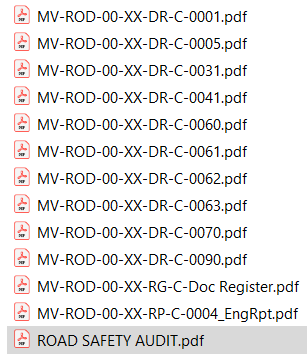 MV-ROD-00-XX-DR-C-0001.pdf
MV-ROD-00-XX-DR-C-0005.pdf
MV-ROD-00-XX-DR-C-0031.pdf
MV-ROD-00-XX-DR-C-0041.pdf
MV-ROD-00-XX-DR-C-0060.pdf
MV-ROD-00-XX-DR-C-0061.pdf
MV-ROD-00-XX-DR-C-0062.pdf
MV-ROD-00-XX-DR-C-0063.pdf
MV-ROD-00-XX-DR-C-0070.pdf
MV-ROD-00-XX-DR-C-0090.pdf
MV-ROD-00-XX-RG-C-Doc Register.pdf
MV-ROD-00-XX-RP-C-0004_EngRpt.pdf
ROAD SAFETY AUDIT.pdf